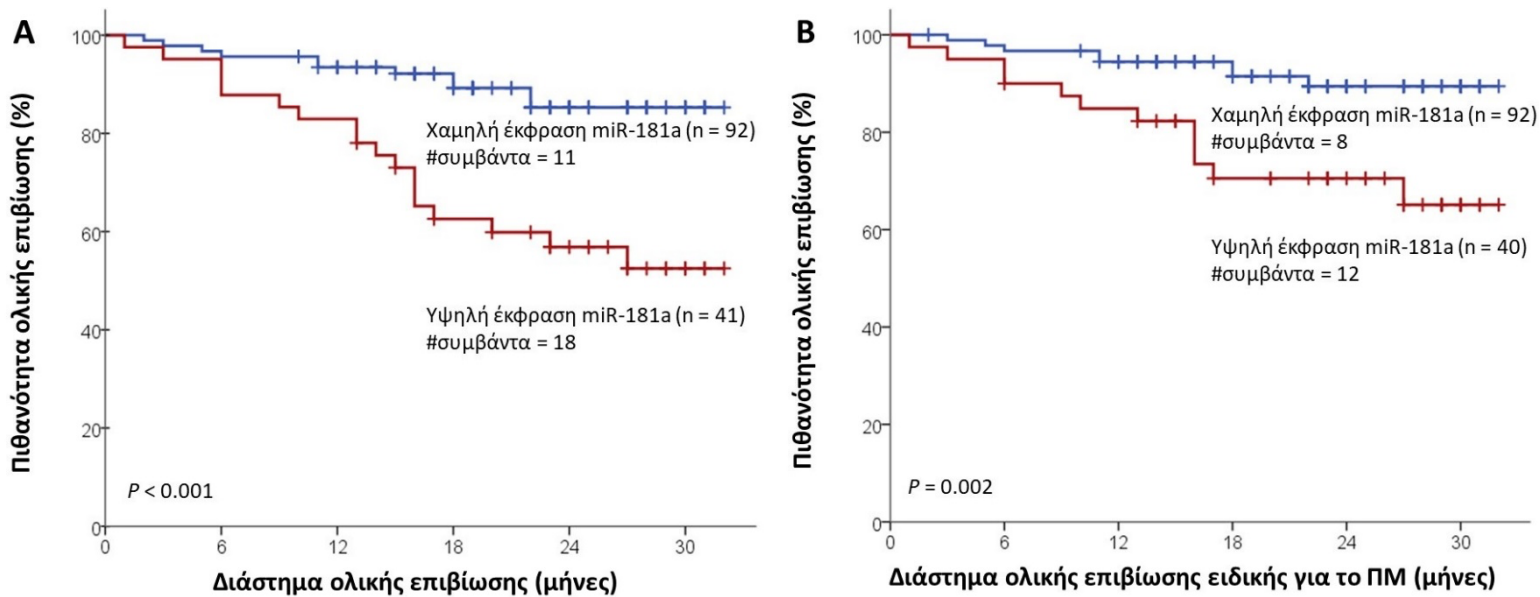 A
Πιθανότητα ολικής επιβίωσης (%)
100
80
60
40
20
0
Χαμηλή έκφραση miR-181a (n = 92)
#συμβάντα = 11
Υψηλή έκφραση miR-181a (n = 41)
#συμβάντα = 18
P < 0.001
0 6 12 18 24 30
Διάστημα ολικής επιβίωσης (μήνες)
B
Πιθανότητα ολικής επιβίωσης (%)
100
80
60
40
20
0
Χαμηλή έκφραση miR-181a (n = 92)
#συμβάντα = 8
Υψηλή έκφραση miR-181a (n = 40)
#συμβάντα = 12
P = 0.002
0 6 12 18 24 30
Διάστημα ολικής επιβίωσης ειδικής για το ΠΜ (μήνες)